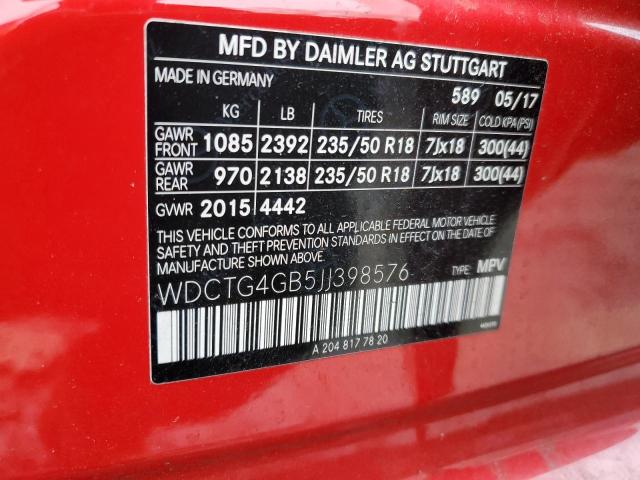 MFD BY DAIMLER AG STUTTGART
MADE IN GERMANY
589 05/17
KG LB TIRES RIM SIZE COLD KPA(PSI)
GAWR FRONT 1085 2392 235/50 R18 7Jx18 300(44)
GAWR REAR 970 2138 235/50 R18 7Jx18 300(44)
GVWR 2015 4442
THIS VEHICLE CONFORMS TO ALL APPLICABLE FEDERAL MOTOR VEHICLE
SAFETY AND THEFT PREVENTION STANDARDS IN EFFECT ON THE DATE OF
MANUFACTURE SHOWN ABOVE.
WDCTG4GB5JJ398576 TYPE: MPV
A 204 817 78 20